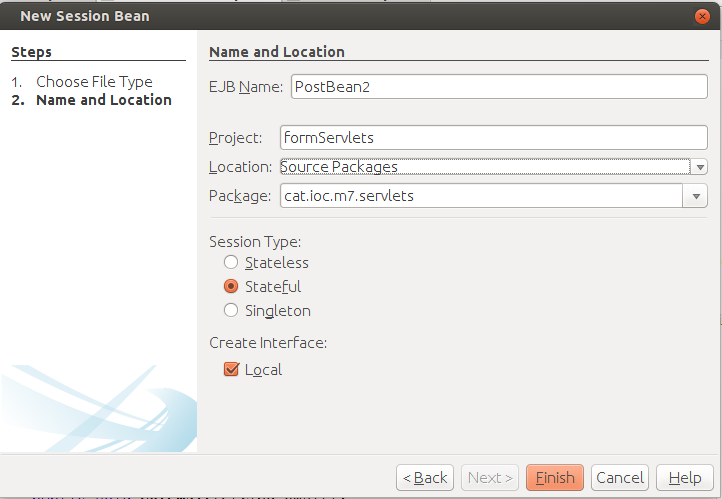 New Session Bean
Steps
1. Choose File Type
2. Name and Location
Name and Location
EJB Name: PostBean2
Project: formServlets
Location: Source Packages
Package: cat.ioc.m7.servlets
Session Type:
Stateless
Stateful
Singleton
Create Interface:
Local
< Back Next > Finish Cancel Help